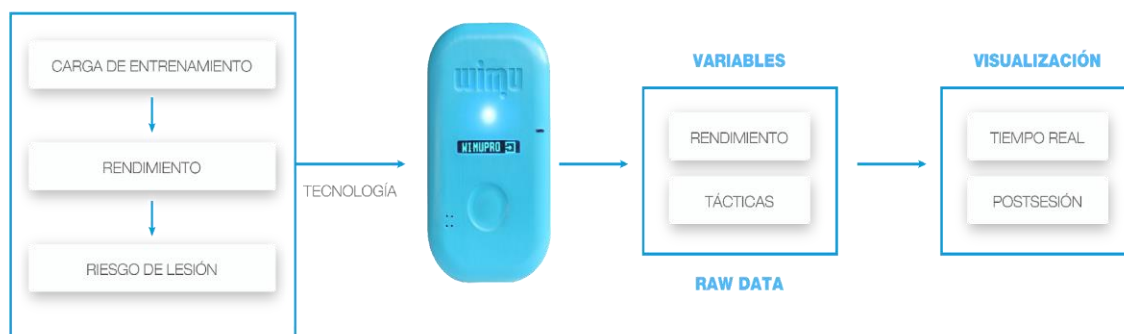 CARGA DE ENTRENAMIENTO
RENDIMIENTO
RIESGO DE LESIÓN
TECNOLOGÍA
wimu
WIMUPRO
VARIABLES
RENDIMIENTO
TÁCTICAS
RAW DATA
VISUALIZACIÓN
TIEMPO REAL
POSTSESIÓN